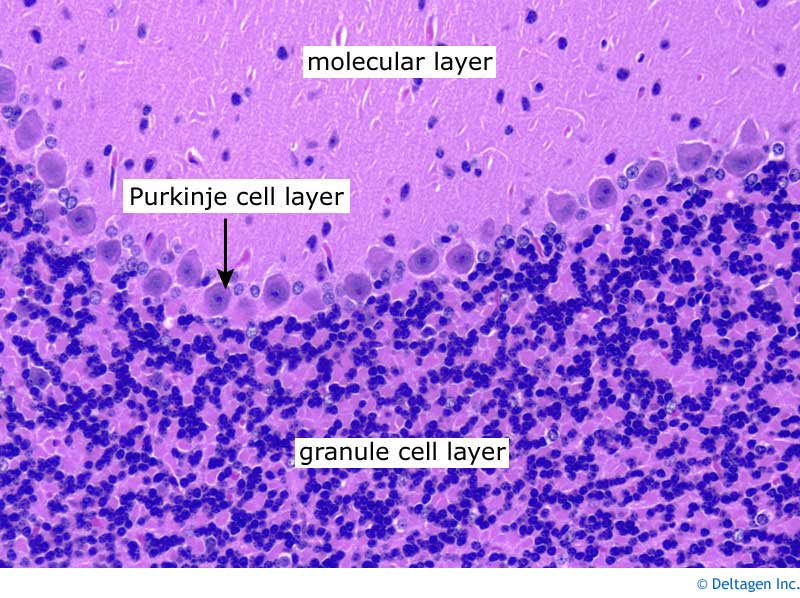 molecular layer
Purkinje cell layer
granule cell layer
© Deltagen Inc.